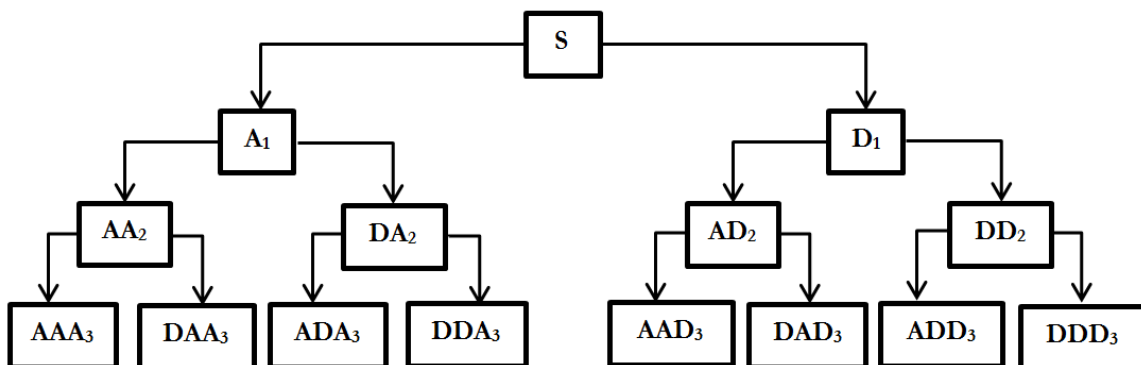 S
A₁
D₁
AA₂
DA₂
AD₂
DD₂
AAA₃
DAA₃
ADA₃
DDA₃
AAD₃
DAD₃
ADD₃
DDD₃